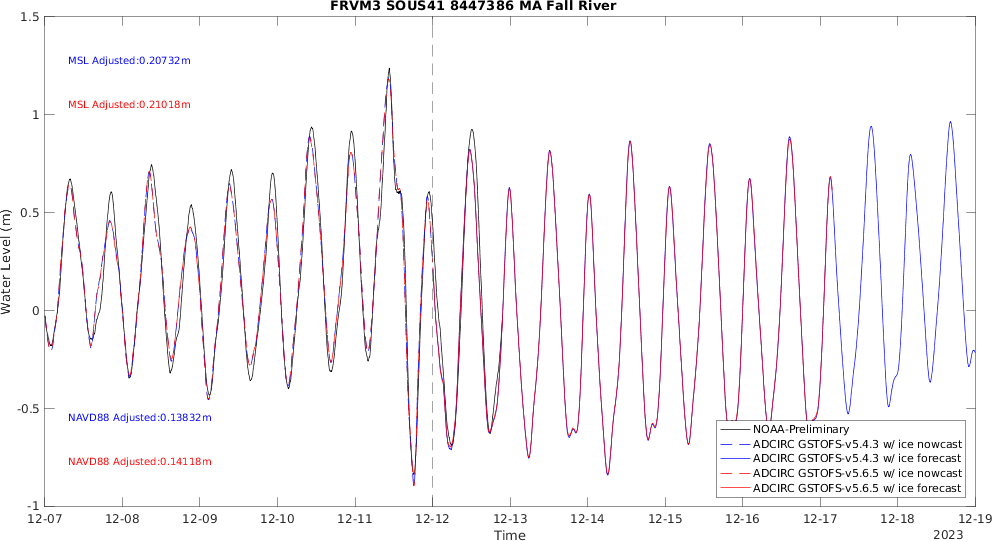 FRVM3 SOUS41 8447386 MA Fall River
1.5
MSL Adjusted:0.20732m
MSL Adjusted:0.21018m
1
0.5
Water Level (m)
0
-0.5
NAVD88 Adjusted:0.13832m
NAVD88 Adjusted:0.14118m
NOAA-Preliminary
ADCIRC GSTOFS-v5.4.3 w/ ice nowcast
ADCIRC GSTOFS-v5.4.3 w/ ice forecast
ADCIRC GSTOFS-v5.6.5 w/ ice nowcast
ADCIRC GSTOFS-v5.6.5 w/ ice forecast
-1
12-07 12-08 12-09 12-10 12-11 12-12 12-13 12-14 12-15 12-16 12-17 12-18 12-19
Time
2023